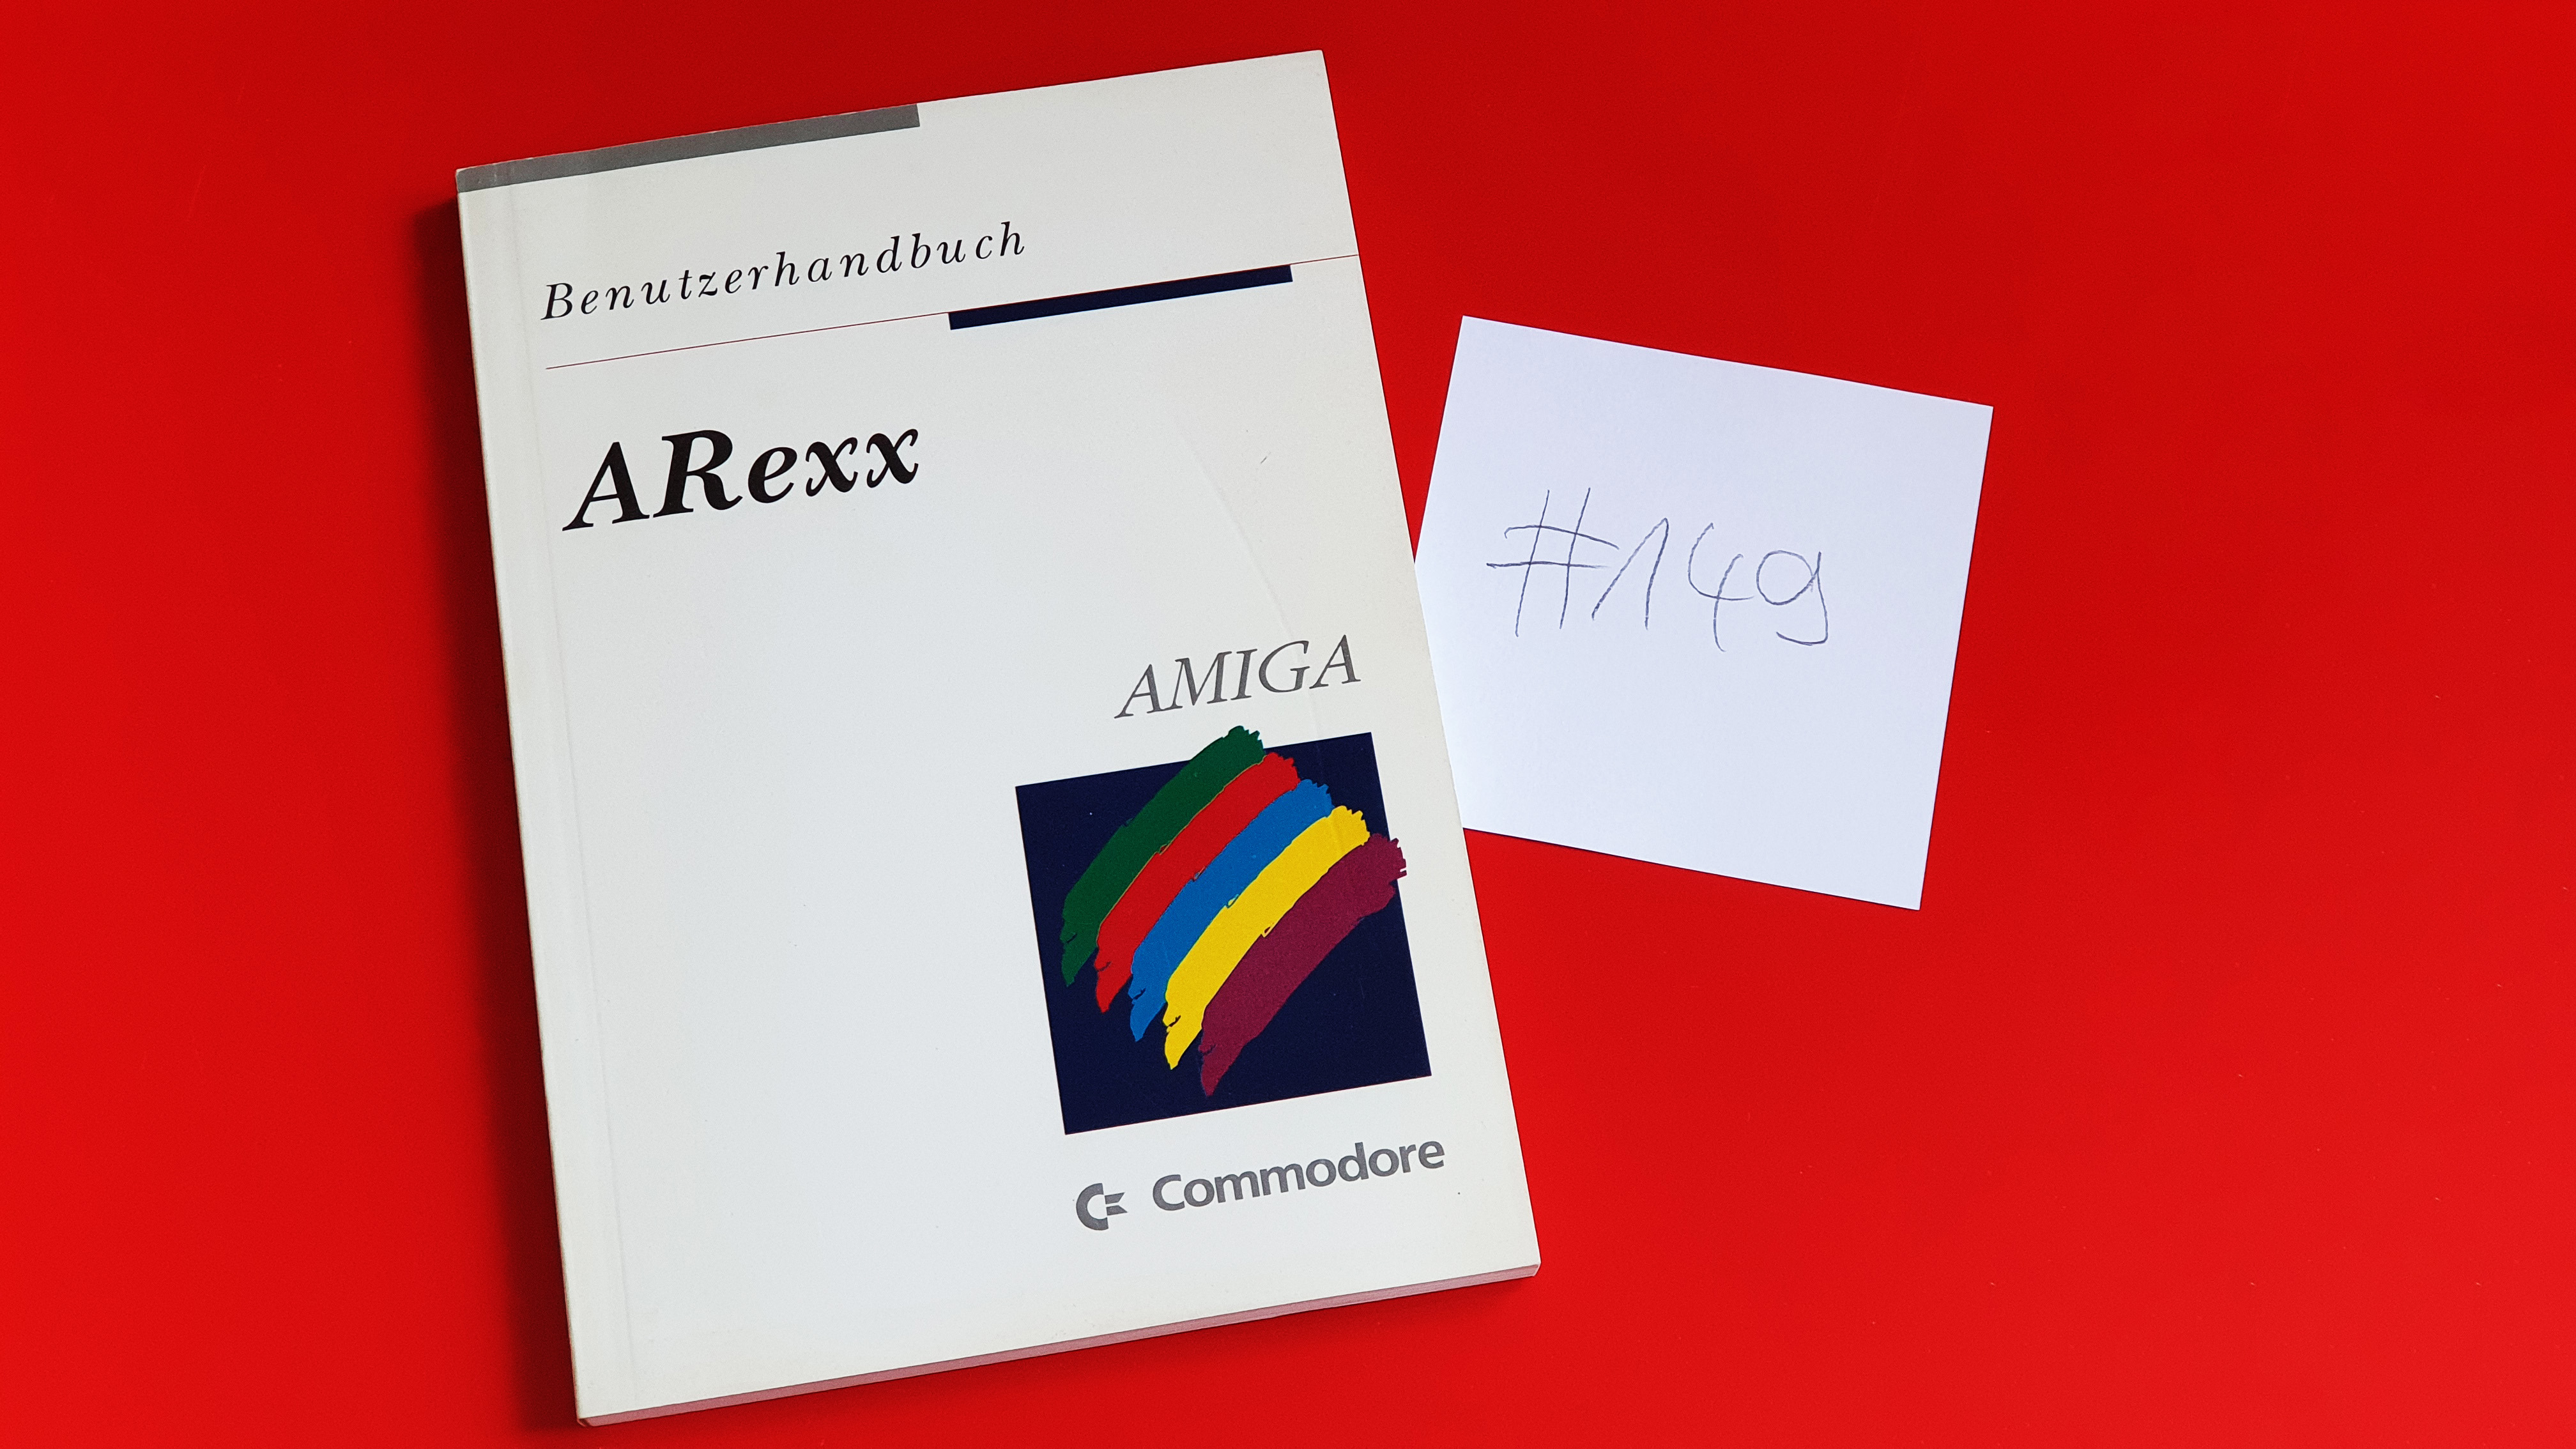 Benutzerhandbuch
ARexx
AMIGA
Commodore
#149